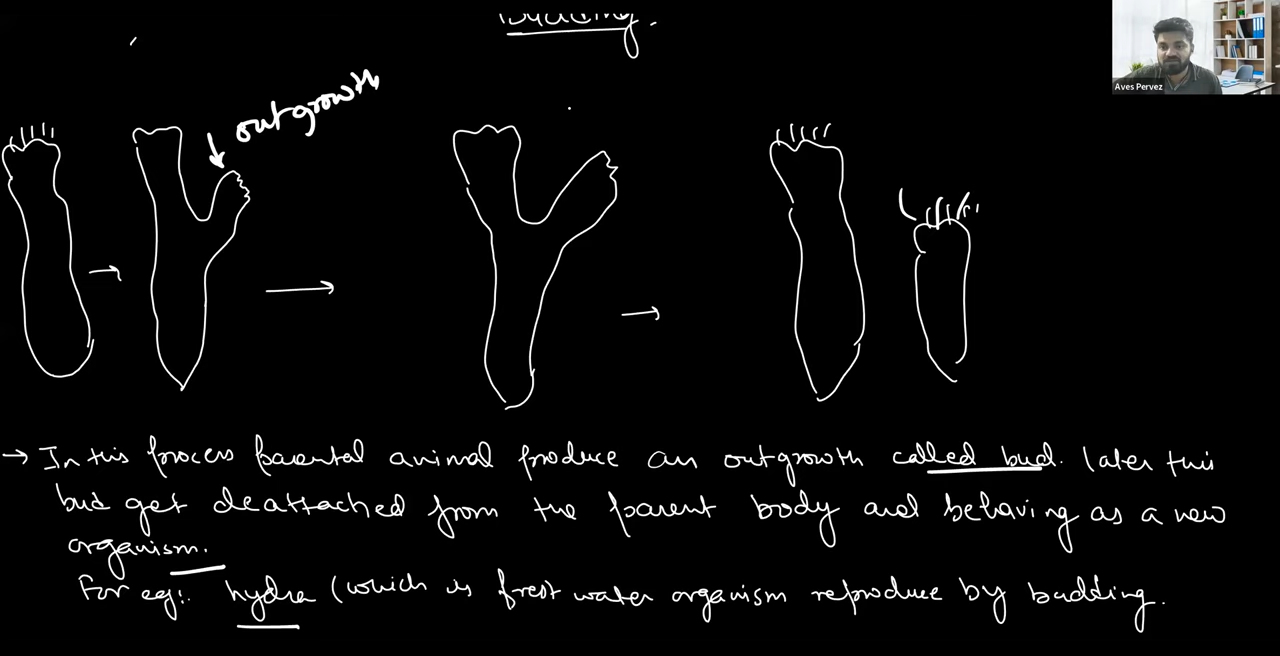 Budding.
Aves Pervez
outgrowth
→ In this process parental animal produce an outgrowth called bud. Later this
bud get deattached from the parent body and behaving as a new
organism.
For eg:. hydra (which is fresh water organism reproduce by budding.